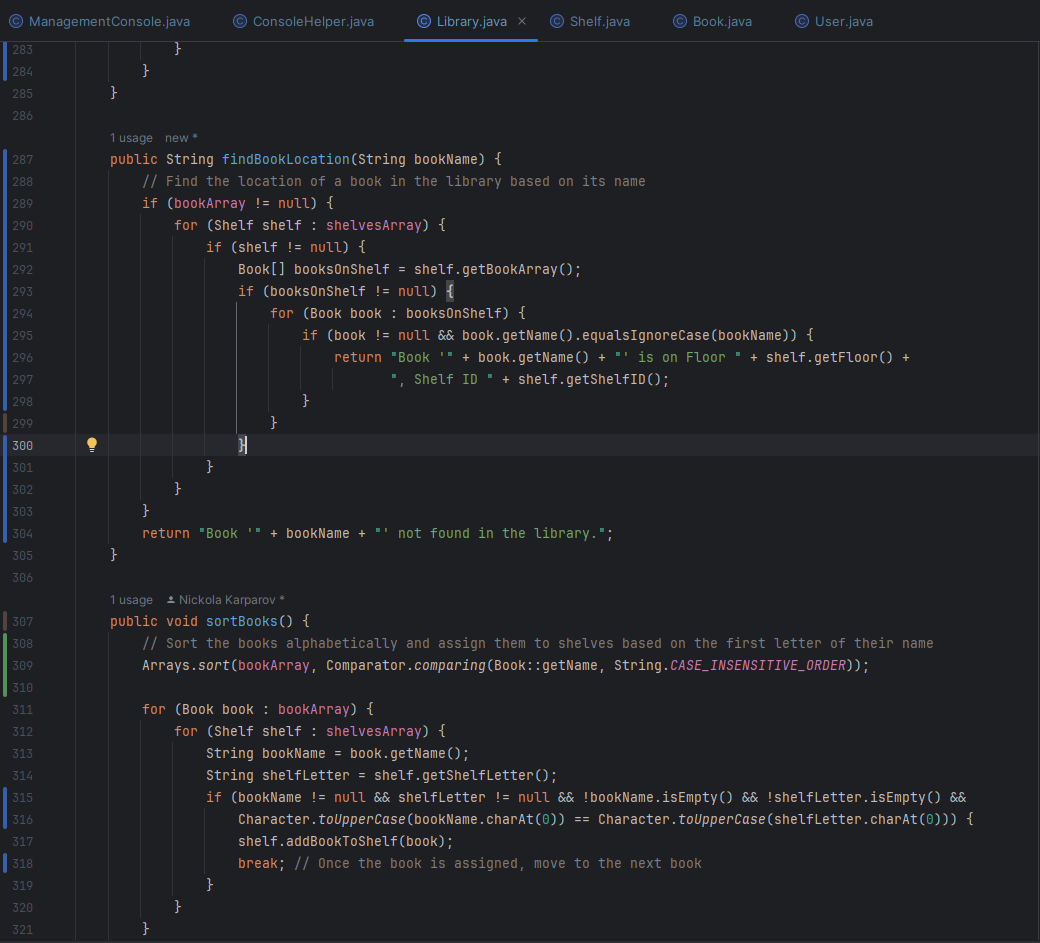 ManagementConsole.java ConsoleHelper.java Library.java × Shelf.java Book.java User.java
283 }
284 }
285 }
286
1 usage new *
287 public String findBookLocation(String bookName) {
288 // Find the location of a book in the library based on its name
289 if (bookArray != null) {
290 for (Shelf shelf : shelvesArray) {
291 if (shelf != null) {
292 Book[] booksOnShelf = shelf.getBookArray();
293 if (booksOnShelf != null) {
294 for (Book book : booksOnShelf) {
295 if (book != null && book.getName().equalsIgnoreCase(bookName)) {
296 return "Book '" + book.getName() + "' is on Floor " + shelf.getFloor() +
297 ", Shelf ID " + shelf.getShelfID();
298 }
299 }
300 }
301 }
302 }
303 }
304 return "Book '" + bookName + "' not found in the library.";
305 }
306
1 usage Nickola Karparov *
307 public void sortBooks() {
308 // Sort the books alphabetically and assign them to shelves based on the first letter of their name
309 Arrays.sort(bookArray, Comparator.comparing(Book::getName, String.CASE_INSENSITIVE_ORDER));
310
311 for (Book book : bookArray) {
312 for (Shelf shelf : shelvesArray) {
313 String bookName = book.getName();
314 String shelfLetter = shelf.getShelfLetter();
315 if (bookName != null && shelfLetter != null && !bookName.isEmpty() && !shelfLetter.isEmpty() &&
316 Character.toUpperCase(bookName.charAt(0)) == Character.toUpperCase(shelfLetter.charAt(0))) {
317 shelf.addBookToShelf(book);
318 break; // Once the book is assigned, move to the next book
319 }
320 }
321 }